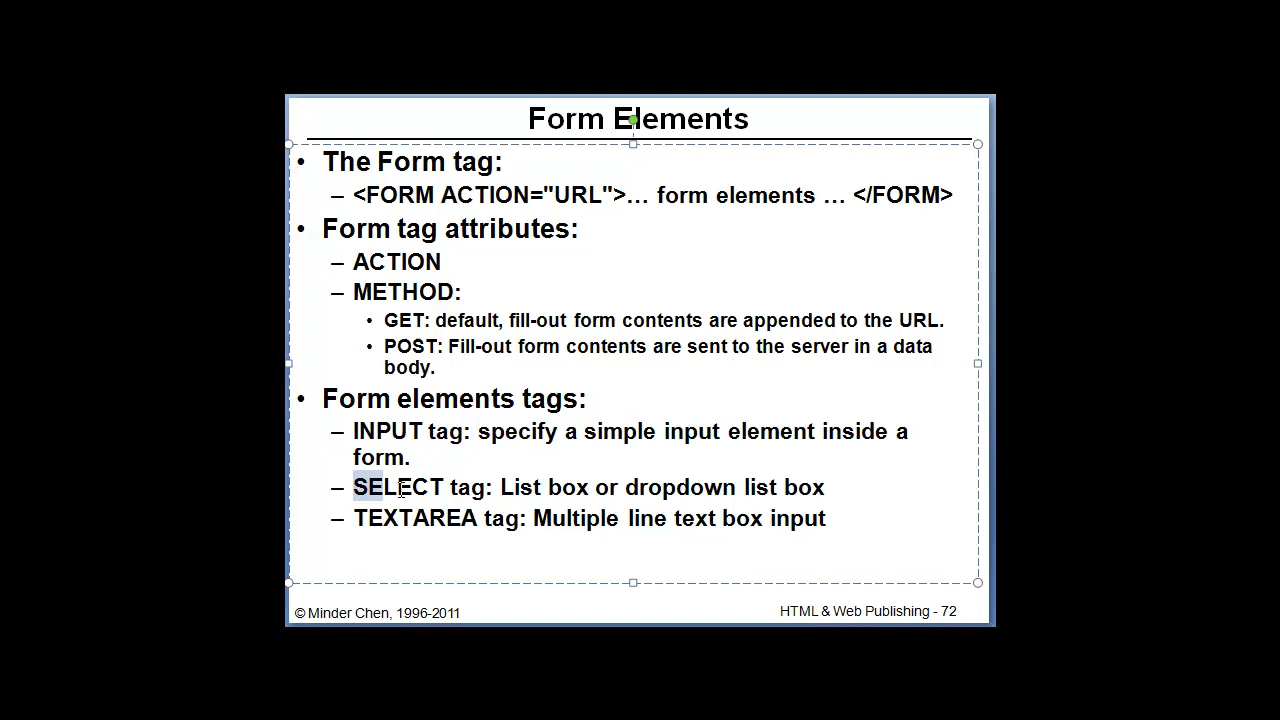 Form Elements
• The Form tag:
– <FORM ACTION="URL">… form elements … </FORM>
• Form tag attributes:
– ACTION
– METHOD:
• GET: default, fill-out form contents are appended to the URL.
• POST: Fill-out form contents are sent to the server in a data
body.
• Form elements tags:
– INPUT tag: specify a simple input element inside a
form.
– SELECT tag: List box or dropdown list box
– TEXTAREA tag: Multiple line text box input
© Minder Chen, 1996-2011
HTML & Web Publishing - 72